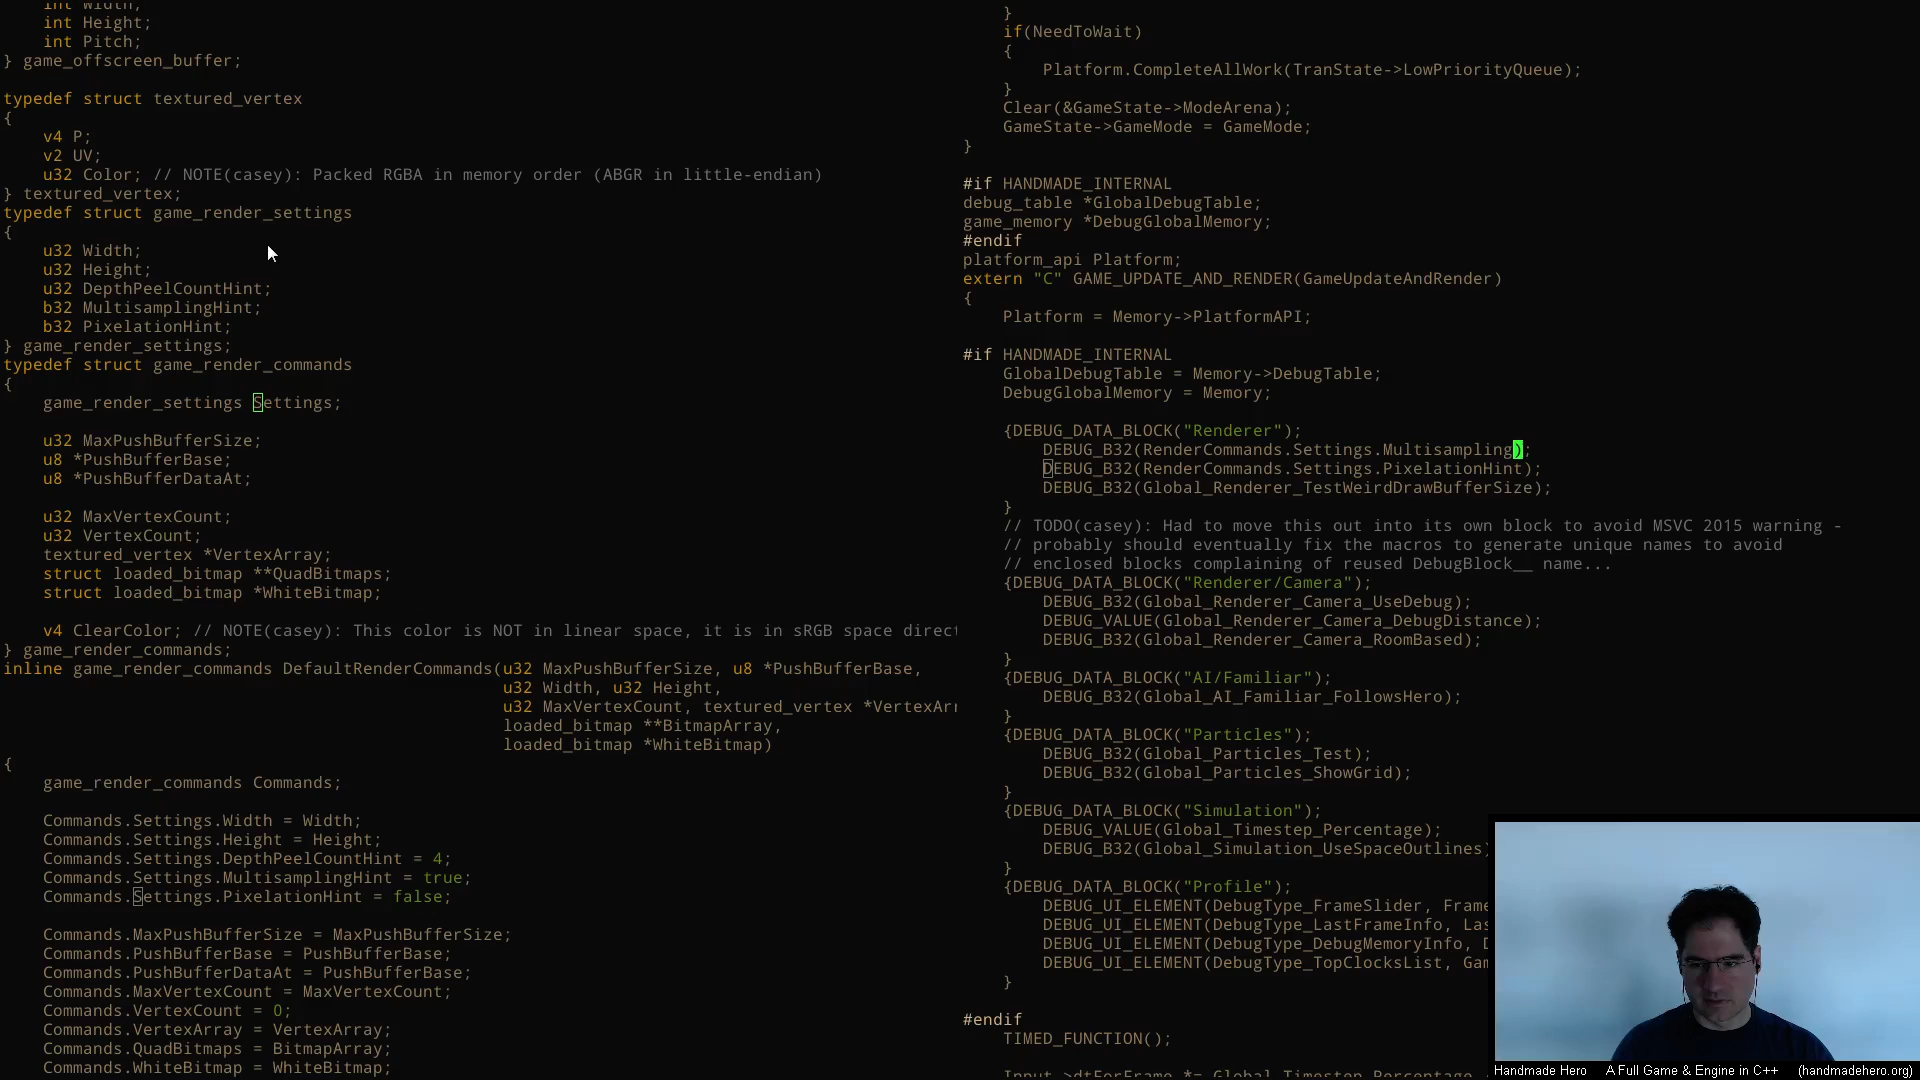 int Width;
int Height;
int Pitch;
} game_offscreen_buffer;
typedef struct textured_vertex
{
v4 P;
v2 UV;
u32 Color; // NOTE(casey): Packed RGBA in memory order (ABGR in little-endian)
} textured_vertex;
typedef struct game_render_settings
{
u32 Width;
u32 Height;
u32 DepthPeelCountHint;
b32 MultisamplingHint;
b32 PixelationHint;
} game_render_settings;
typedef struct game_render_commands
{
game_render_settings Settings;
u32 MaxPushBufferSize;
u8 *PushBufferBase;
u8 *PushBufferDataAt;
u32 MaxVertexCount;
u32 VertexCount;
textured_vertex *VertexArray;
struct loaded_bitmap **QuadBitmaps;
struct loaded_bitmap *WhiteBitmap;
v4 ClearColor; // NOTE(casey): This color is NOT in linear space, it is in sRGB space direct
} game_render_commands;
inline game_render_commands DefaultRenderCommands(u32 MaxPushBufferSize, u8 *PushBufferBase,
u32 Width, u32 Height,
u32 MaxVertexCount, textured_vertex *VertexArr
loaded_bitmap **BitmapArray,
loaded_bitmap *WhiteBitmap)
{
game_render_commands Commands;
Commands.Settings.Width = Width;
Commands.Settings.Height = Height;
Commands.Settings.DepthPeelCountHint = 4;
Commands.Settings.MultisamplingHint = true;
Commands.Settings.PixelationHint = false;
Commands.MaxPushBufferSize = MaxPushBufferSize;
Commands.PushBufferBase = PushBufferBase;
Commands.PushBufferDataAt = PushBufferBase;
Commands.MaxVertexCount = MaxVertexCount;
Commands.VertexCount = 0;
Commands.VertexArray = VertexArray;
Commands.QuadBitmaps = BitmapArray;
Commands.WhiteBitmap = WhiteBitmap;
}
if(NeedToWait)
{
Platform.CompleteAllWork(TranState->LowPriorityQueue);
}
Clear(&GameState->ModeArena);
GameState->GameMode = GameMode;
}
#if HANDMADE_INTERNAL
debug_table *GlobalDebugTable;
game_memory *DebugGlobalMemory;
#endif
platform_api Platform;
extern "C" GAME_UPDATE_AND_RENDER(GameUpdateAndRender)
{
Platform = Memory->PlatformAPI;
#if HANDMADE_INTERNAL
GlobalDebugTable = Memory->DebugTable;
DebugGlobalMemory = Memory;
{DEBUG_DATA_BLOCK("Renderer");
DEBUG_B32(RenderCommands.Settings.Multisampling);
DEBUG_B32(RenderCommands.Settings.PixelationHint);
DEBUG_B32(Global_Renderer_TestWeirdDrawBufferSize);
}
// TODO(casey): Had to move this out into its own block to avoid MSVC 2015 warning -
// probably should eventually fix the macros to generate unique names to avoid
// enclosed blocks complaining of reused DebugBlock__ name...
{DEBUG_DATA_BLOCK("Renderer/Camera");
DEBUG_B32(Global_Renderer_Camera_UseDebug);
DEBUG_VALUE(Global_Renderer_Camera_DebugDistance);
DEBUG_B32(Global_Renderer_Camera_RoomBased);
}
{DEBUG_DATA_BLOCK("AI/Familiar");
DEBUG_B32(Global_AI_Familiar_FollowsHero);
}
{DEBUG_DATA_BLOCK("Particles");
DEBUG_B32(Global_Particles_Test);
DEBUG_B32(Global_Particles_ShowGrid);
}
{DEBUG_DATA_BLOCK("Simulation");
DEBUG_VALUE(Global_Timestep_Percentage);
DEBUG_B32(Global_Simulation_UseSpaceOutlines)
}
{DEBUG_DATA_BLOCK("Profile");
DEBUG_UI_ELEMENT(DebugType_FrameSlider, Frame
DEBUG_UI_ELEMENT(DebugType_LastFrameInfo, Las
DEBUG_UI_ELEMENT(DebugType_DebugMemoryInfo, D
DEBUG_UI_ELEMENT(DebugType_TopClocksList, Gam
}
#endif
TIMED_FUNCTION();
Input->dtForFrame *= Global_Timestep_Percentage
Handmade Hero A Full Game & Engine in C++ (handmadehero.org)